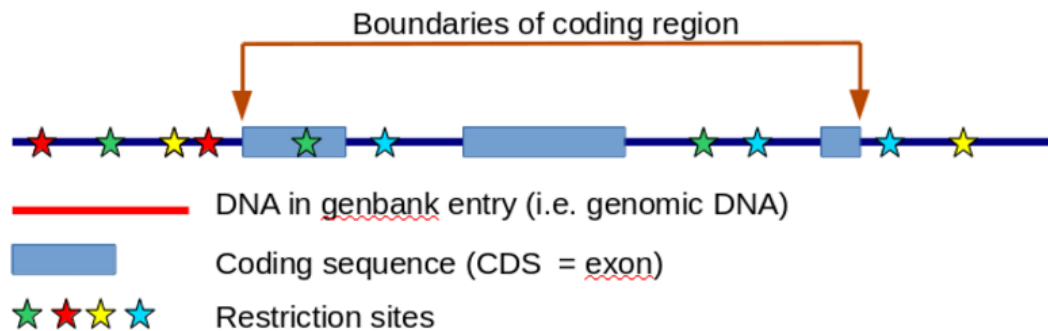 Boundaries of coding region
DNA in genbank entry (i.e. genomic DNA)
Coding sequence (CDS = exon)
Restriction sites